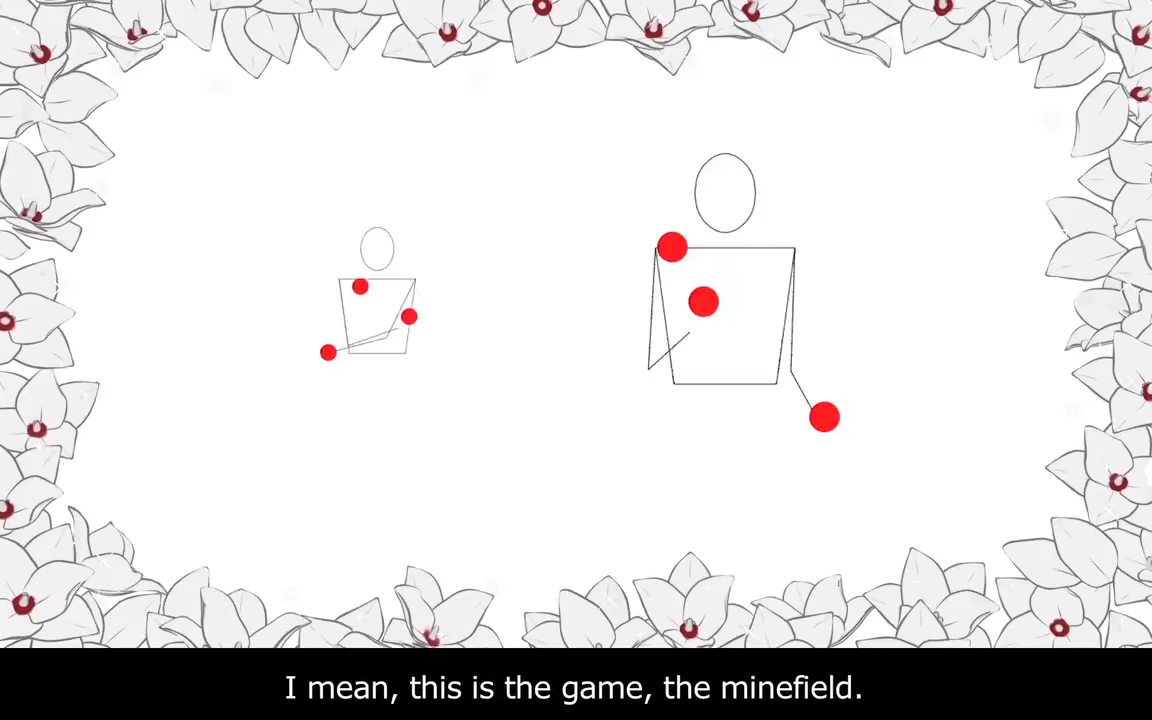 I mean, this is the game, the minefield.